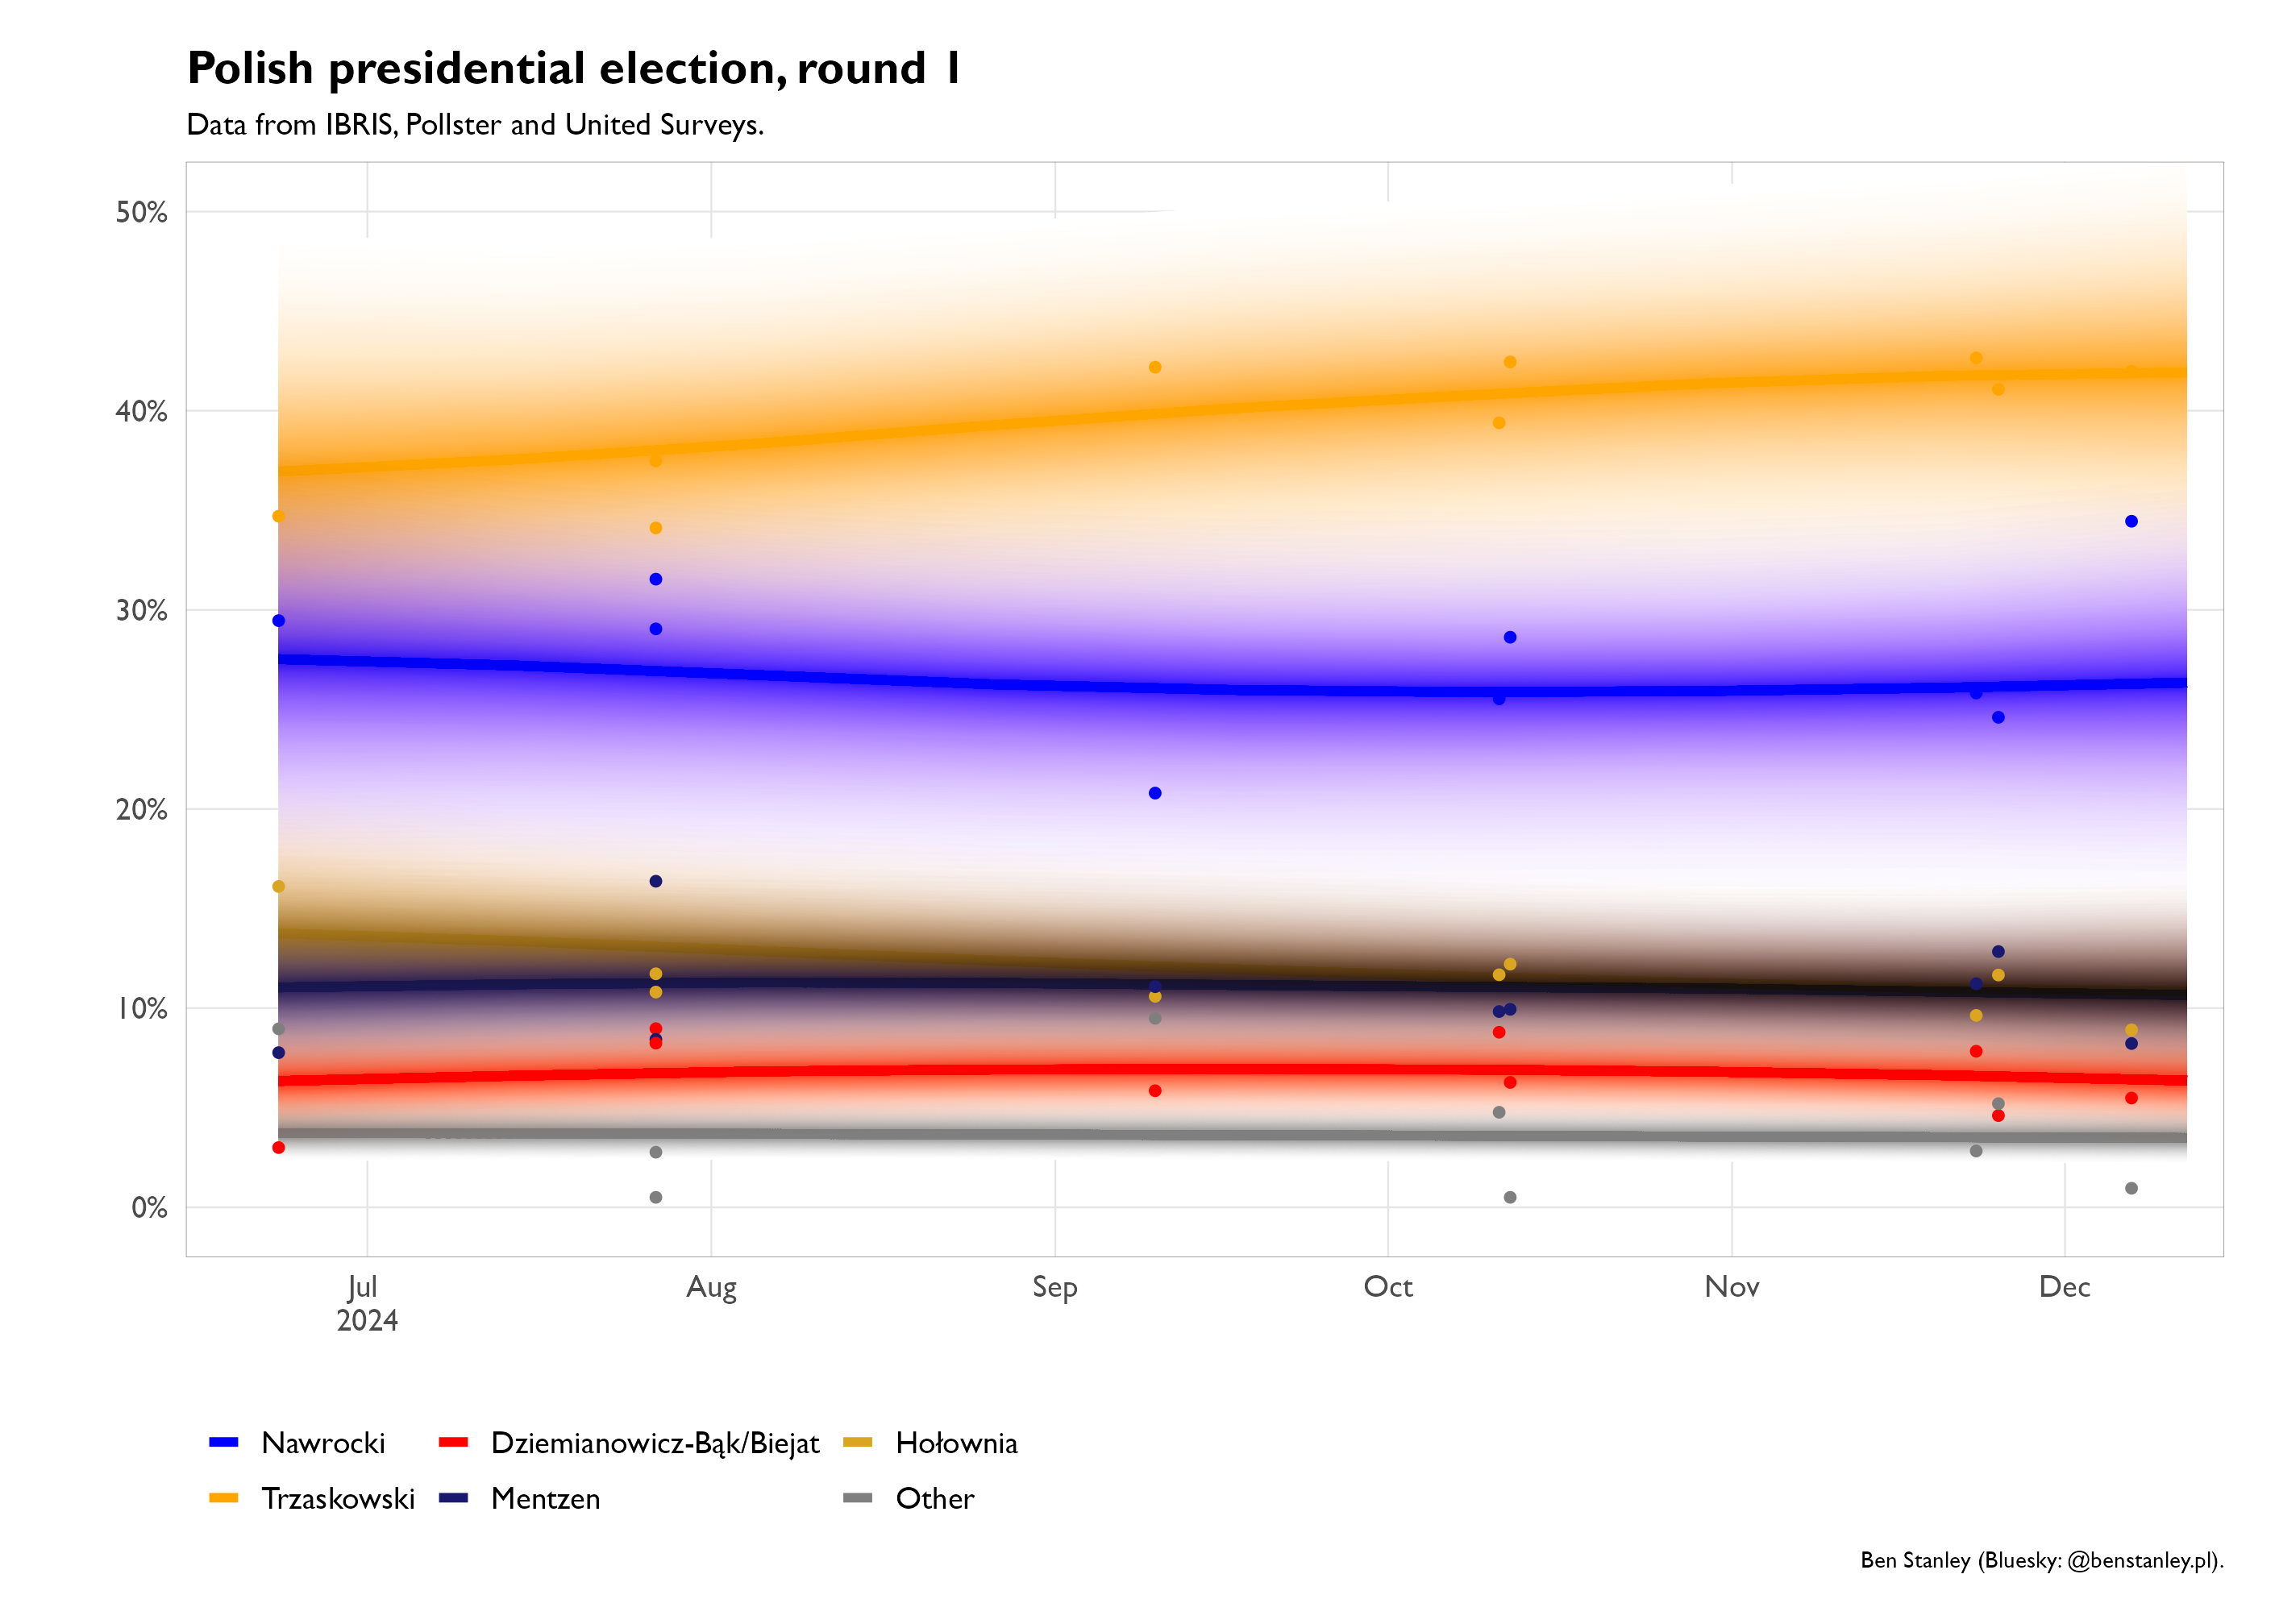 Polish presidential election, round 1
Data from IBRIS, Pollster and United Surveys.
50%
40%
30%
20%
10%
0%
Jul
2024
Aug
Sep
Oct
Nov
Dec
Nawrocki
Dziemianowicz-Bąk/Biejat
Hołownia
Trzaskowski
Mentzen
Other
Ben Stanley (Bluesky: @benstanley.pl).